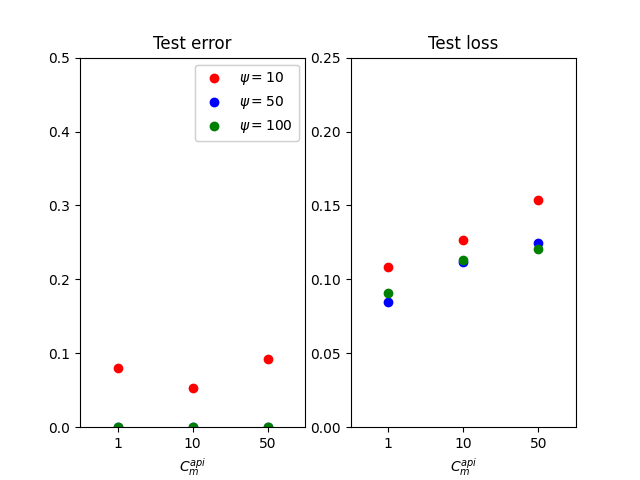 Test error
0.5
0.4
0.3
0.2
0.1
0.0
1
10
50
$C_m^{api}$
ψ = 10
ψ = 50
ψ = 100
Test loss
0.25
0.20
0.15
0.10
0.05
0.00
1
10
50
$C_m^{api}$